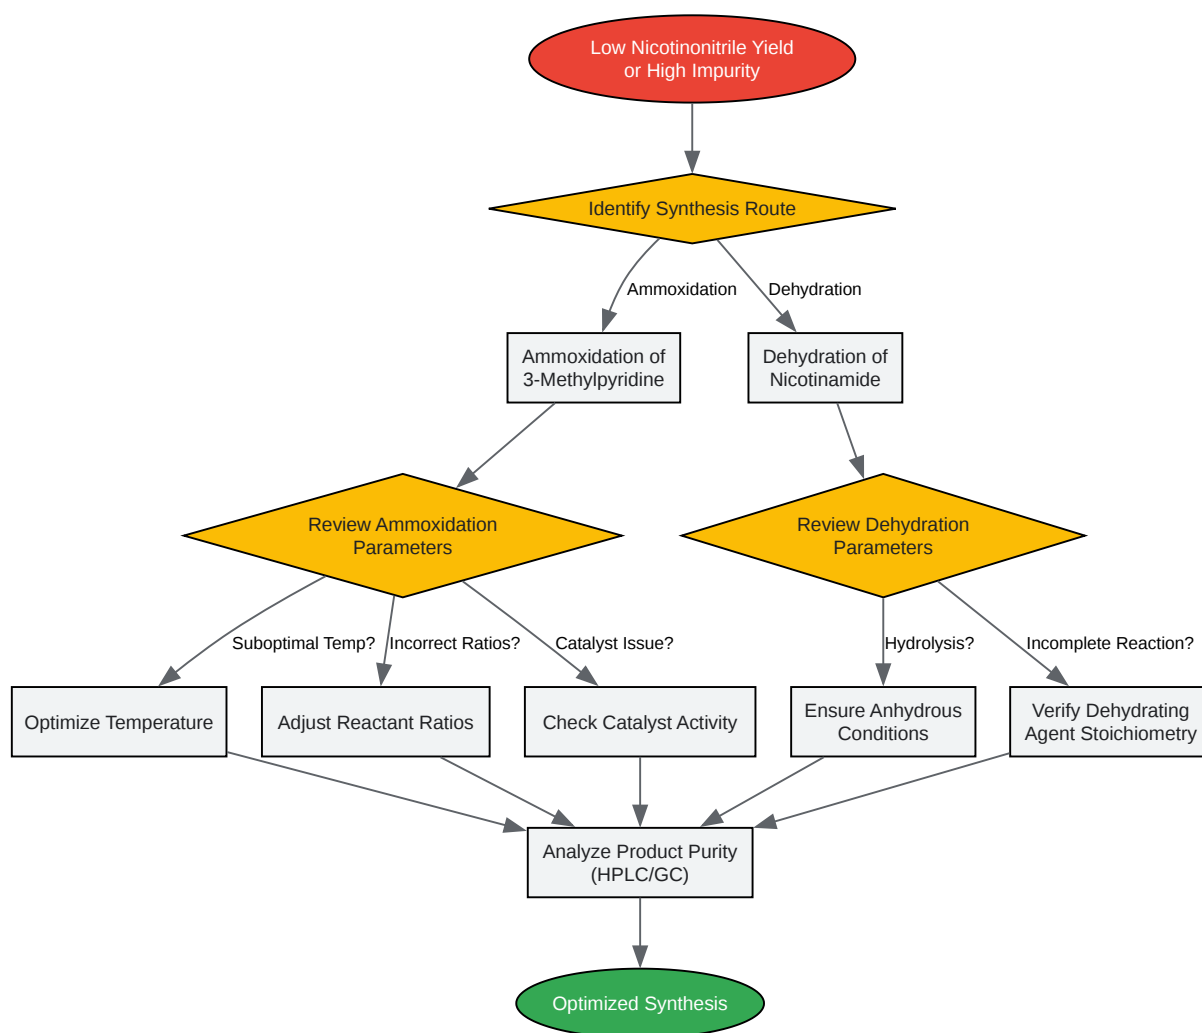 Low Nicotinonitrile Yield
or High Impurity
Identify Synthesis Route
Ammoxidation
Dehydration
Ammoxidation of
3-Methylpyridine
Dehydration of
Nicotinamide
Review Ammoxidation
Parameters
Review Dehydration
Parameters
Suboptimal Temp?
Incorrect Ratios?
Catalyst Issue?
Hydrolysis?
Incomplete Reaction?
Optimize Temperature
Adjust Reactant Ratios
Check Catalyst Activity
Ensure Anhydrous
Conditions
Verify Dehydrating
Agent Stoichiometry
Analyze Product Purity
(HPLC/GC)
Optimized Synthesis